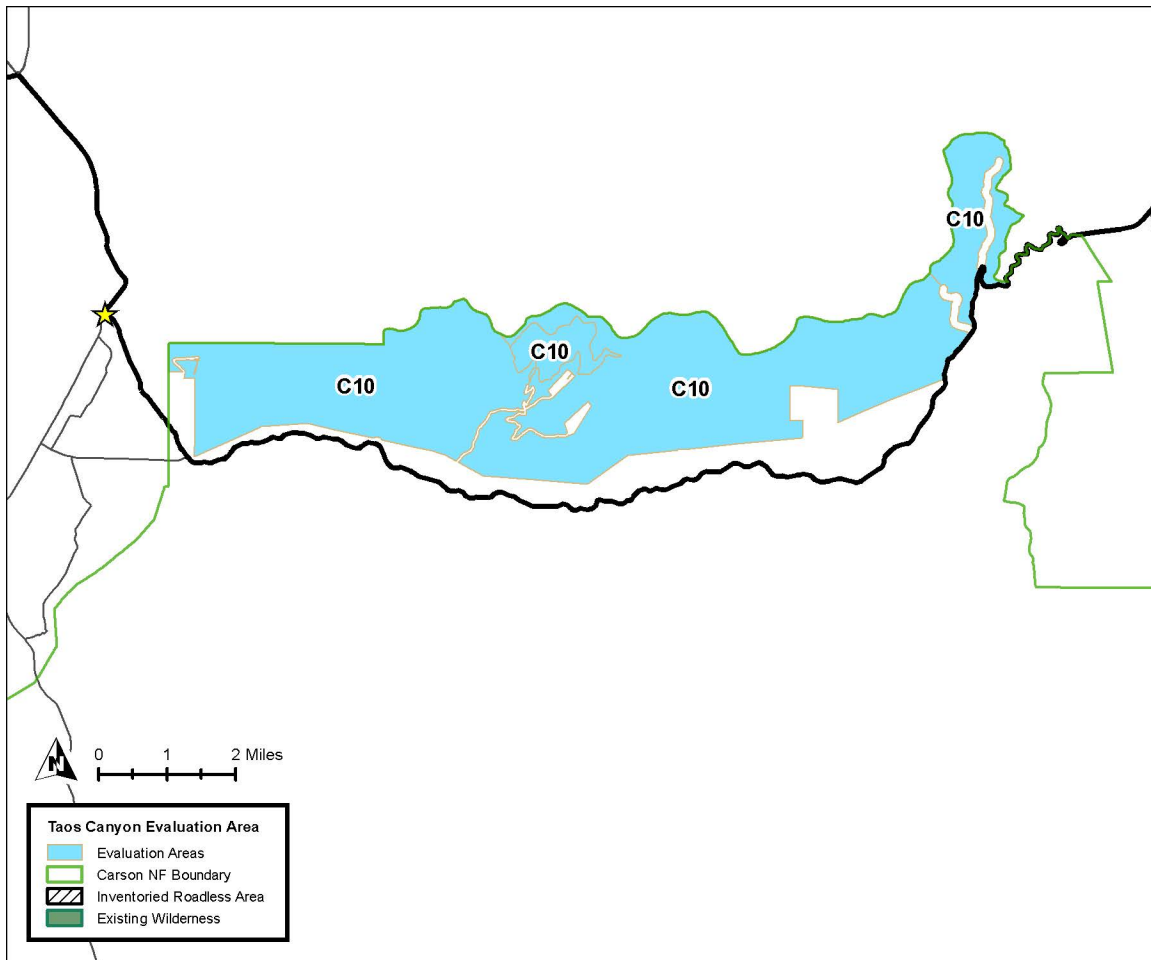 C10
C10
C10
C10
N
0 1 2 Miles
Taos Canyon Evaluation Area
Evaluation Areas
Carson NF Boundary
Inventoried Roadless Area
Existing Wilderness